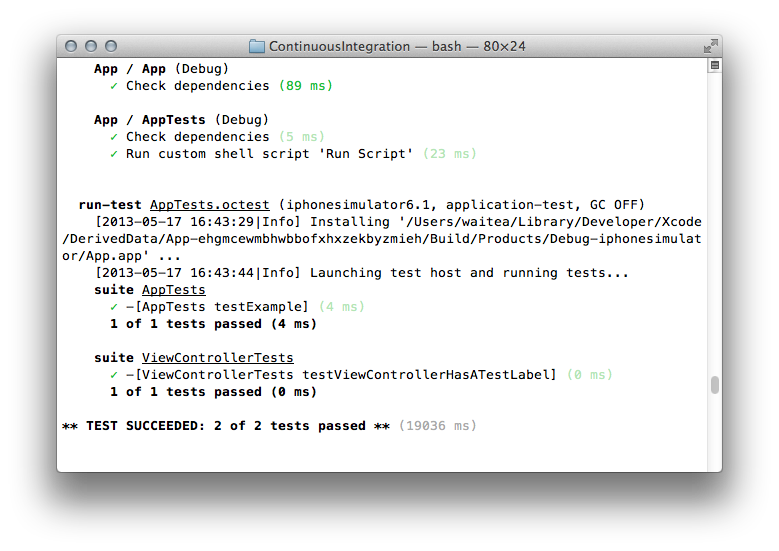 ContinuousIntegration — bash — 80×24
App / App (Debug)
✓ Check dependencies (89 ms)
App / AppTests (Debug)
✓ Check dependencies (5 ms)
✓ Run custom shell script 'Run Script' (23 ms)
run-test AppTests.octest (iphonesimulator6.1, application-test, GC OFF)
[2013-05-17 16:43:29|Info] Installing '/Users/waitea/Library/Developer/Xcode
/DerivedData/App-ehgmcewmbhwbbofxhxzekbyzmieh/Build/Products/Debug-iphonesimulat
or/App.app' ...
[2013-05-17 16:43:44|Info] Launching test host and running tests...
suite AppTests
✓ -[AppTests testExample] (4 ms)
1 of 1 tests passed (4 ms)
suite ViewControllerTests
✓ -[ViewControllerTests testViewControllerHasATestLabel] (0 ms)
1 of 1 tests passed (0 ms)
** TEST SUCCEEDED: 2 of 2 tests passed ** (19036 ms)